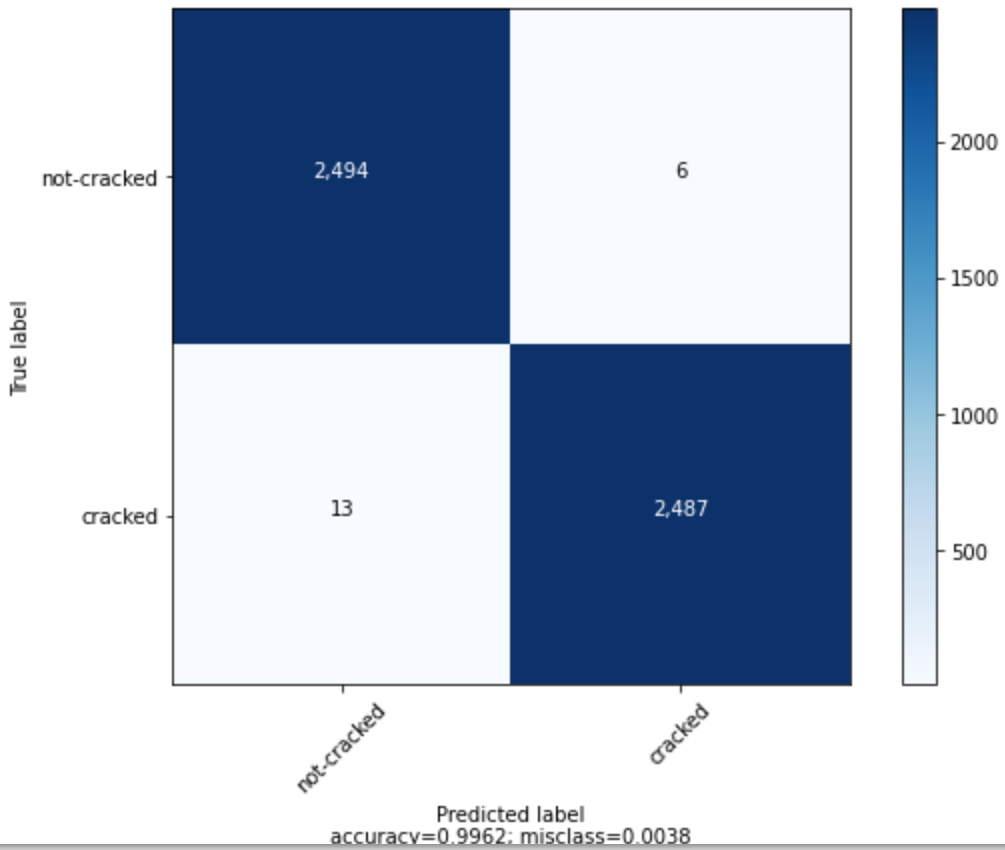 not-cracked
2,494
6
True label
cracked
13
2,487
2000
1500
1000
500
not-cracked
cracked
Predicted label
accuracy=0.9962; misclass=0.0038